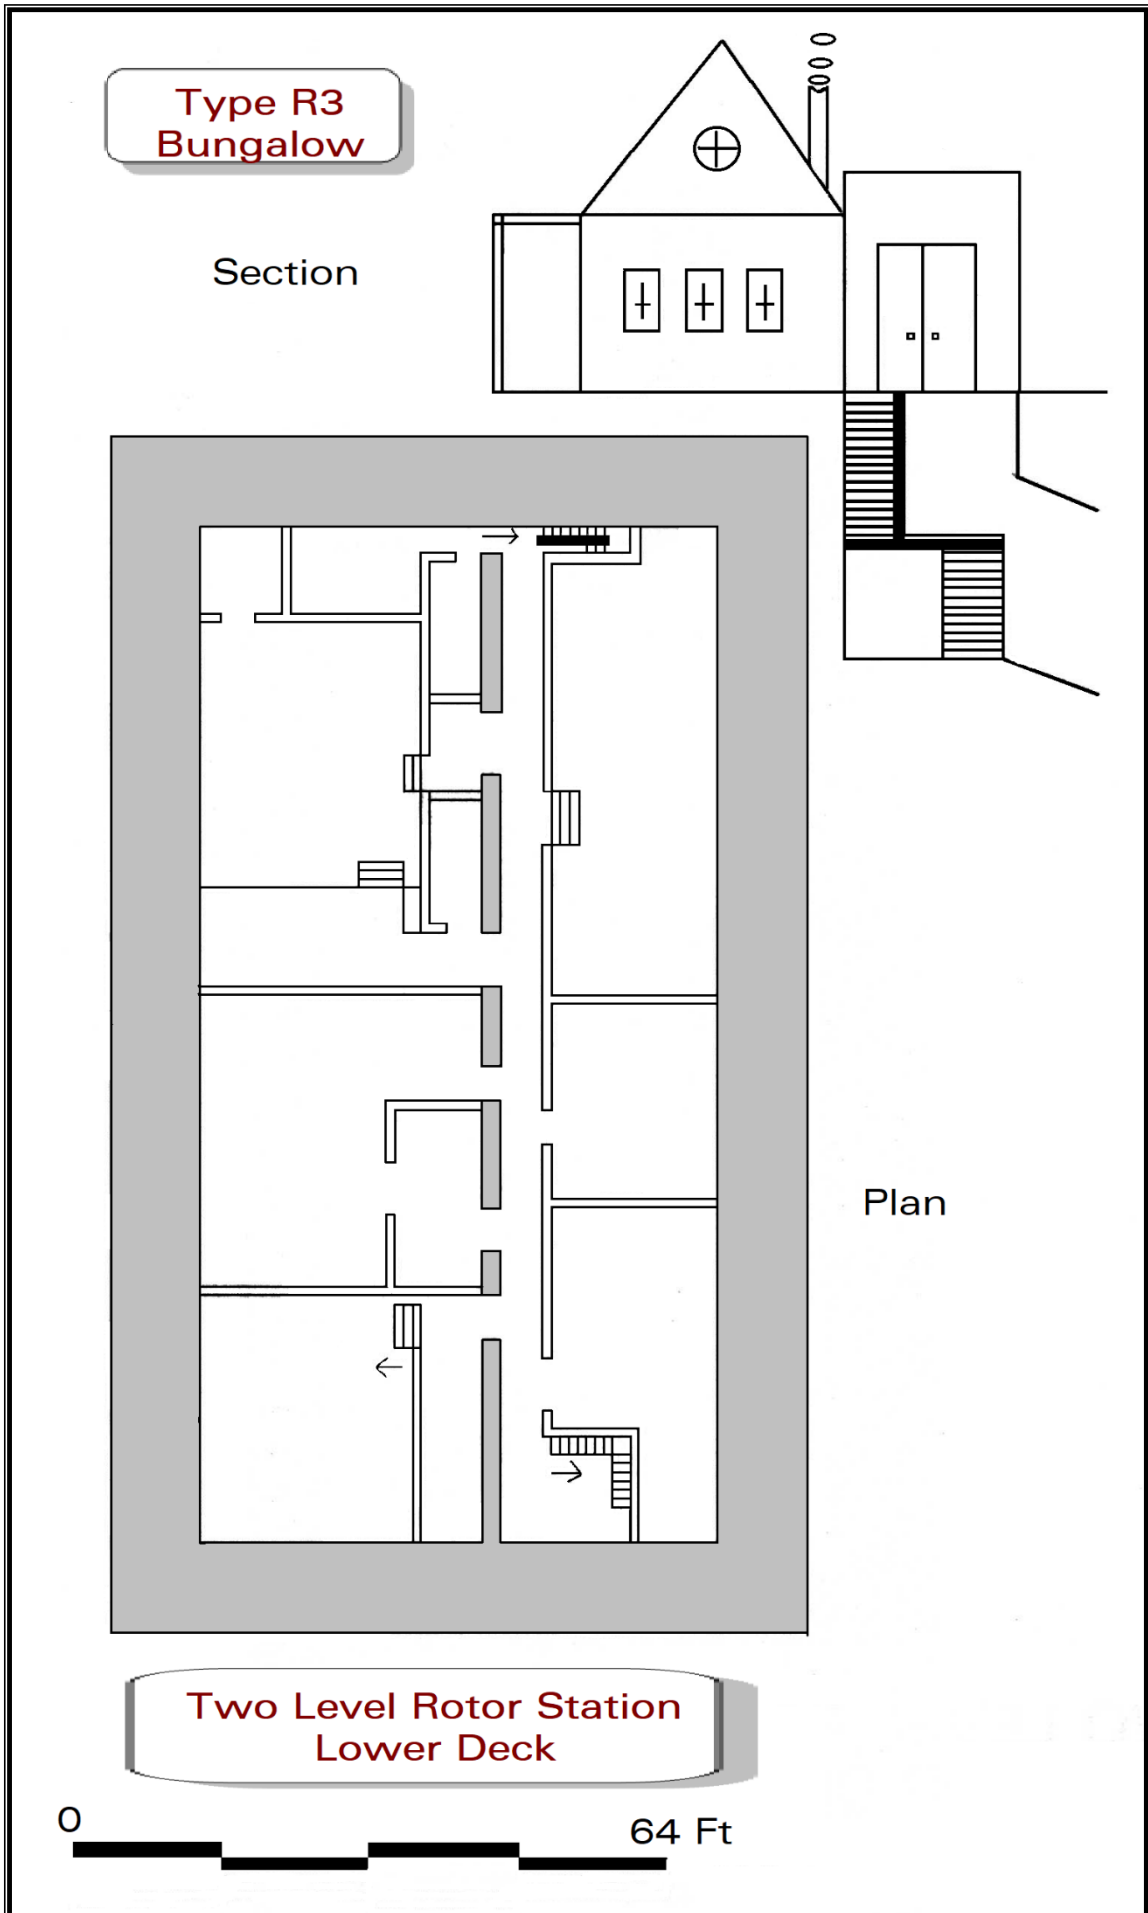 Type R3
Bungalow
Section
Plan
Two Level Rotor Station
Lower Deck
0
64 Ft